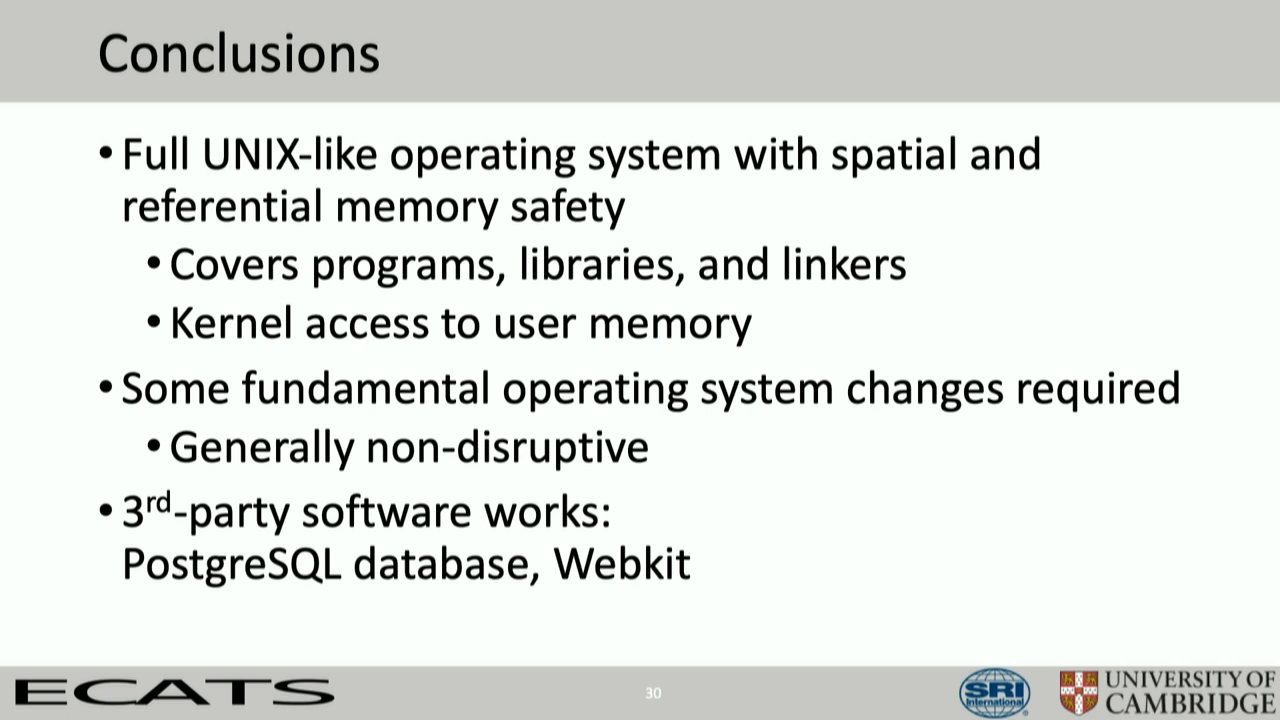 Conclusions
• Full UNIX-like operating system with spatial and
referential memory safety
• Covers programs, libraries, and linkers
• Kernel access to user memory
• Some fundamental operating system changes required
• Generally non-disruptive
• 3rd-party software works:
PostgreSQL database, Webkit
ECATS
30
SRI
International
UNIVERSITY OF
CAMBRIDGE